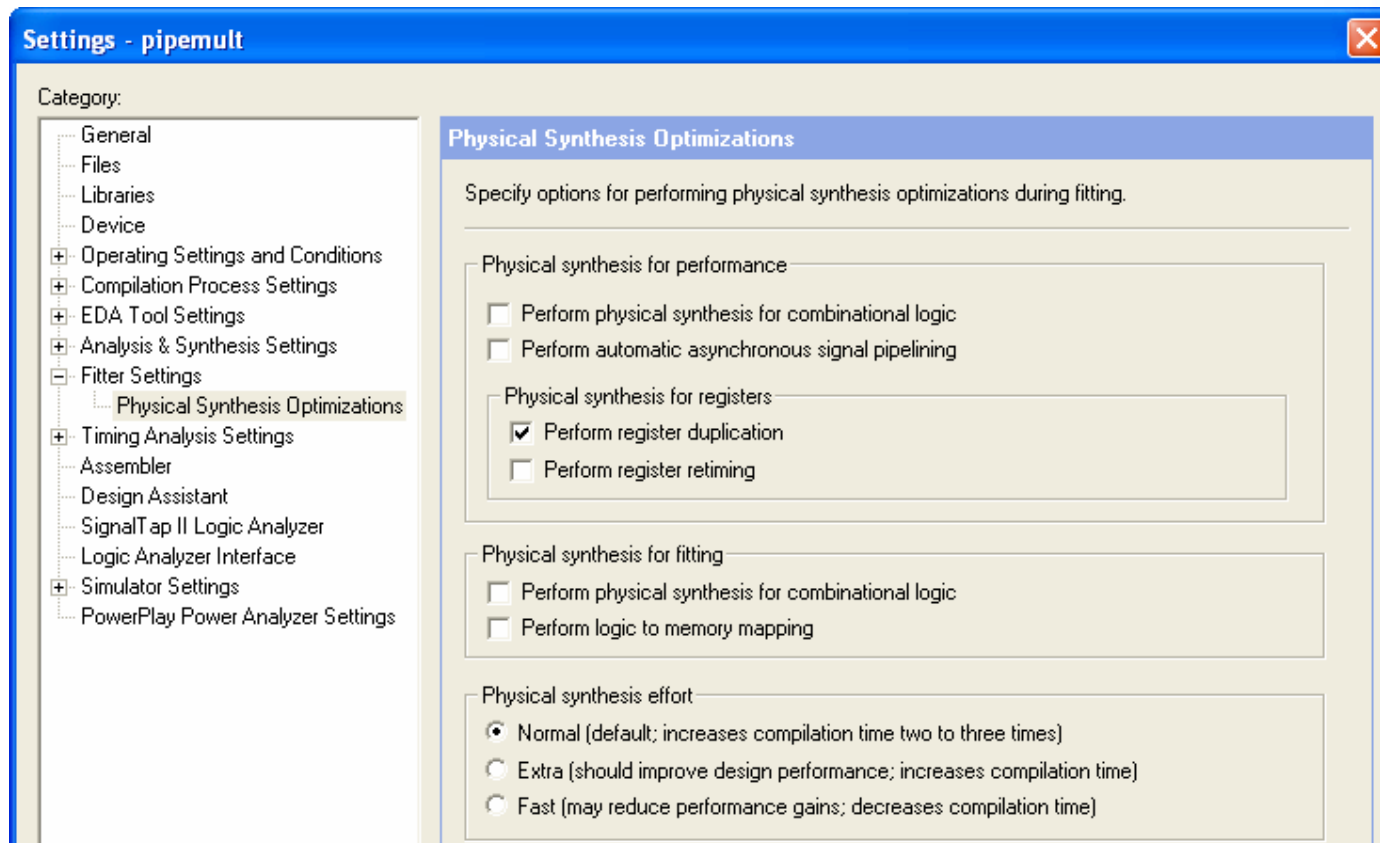 Settings - pipemult
Category:
General
Files
Libraries
Device
Operating Settings and Conditions
Compilation Process Settings
EDA Tool Settings
Analysis & Synthesis Settings
Fitter Settings
Physical Synthesis Optimizations
Timing Analysis Settings
Assembler
Design Assistant
SignalTap II Logic Analyzer
Logic Analyzer Interface
Simulator Settings
PowerPlay Power Analyzer Settings
Physical Synthesis Optimizations
Specify options for performing physical synthesis optimizations during fitting.
Physical synthesis for performance
Perform physical synthesis for combinational logic
Perform automatic asynchronous signal pipelining
Physical synthesis for registers
Perform register duplication
Perform register retiming
Physical synthesis for fitting
Perform physical synthesis for combinational logic
Perform logic to memory mapping
Physical synthesis effort
Normal (default; increases compilation time two to three times)
Extra (should improve design performance; increases compilation time)
Fast (may reduce performance gains; decreases compilation time)